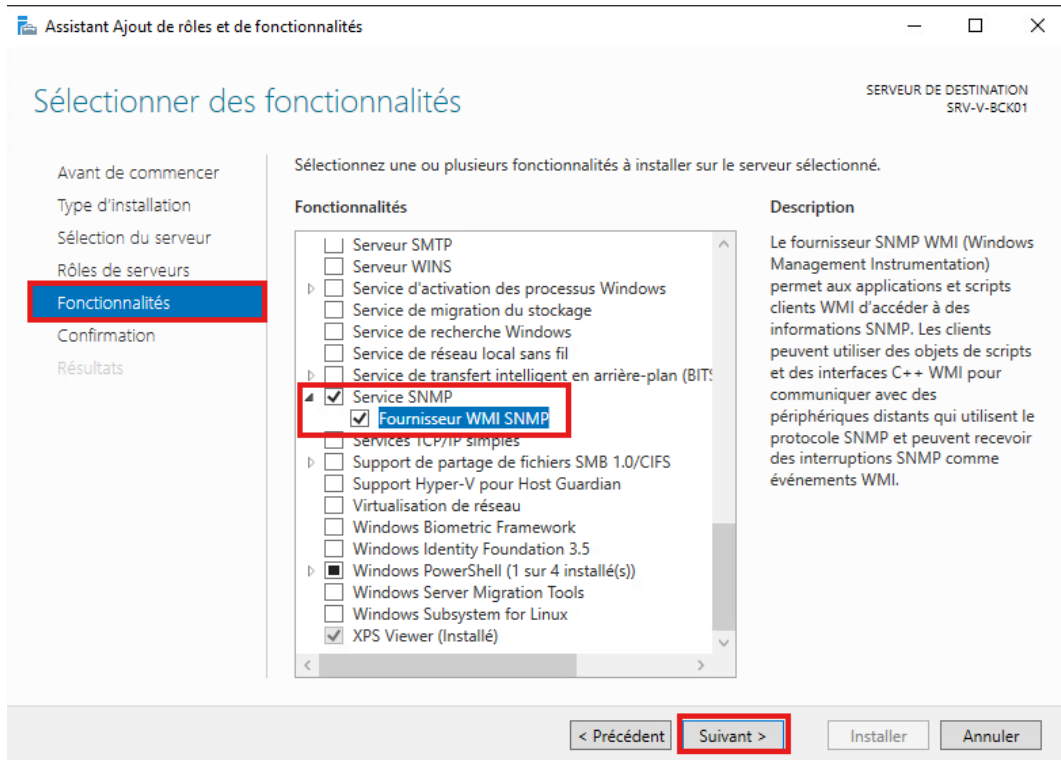 Assistant Ajout de rôles et de fonctionnalités
Sélectionner des fonctionnalités
SERVEUR DE DESTINATION
SRV-V-BCK01
Avant de commencer
Type d'installation
Sélection du serveur
Rôles de serveurs
Fonctionnalités
Confirmation
Résultats
Sélectionnez une ou plusieurs fonctionnalités à installer sur le serveur sélectionné.
Fonctionnalités
Serveur SMTP
Serveur WINS
Service d'activation des processus Windows
Service de migration du stockage
Service de recherche Windows
Service de réseau local sans fil
Service de transfert intelligent en arrière-plan (BITS
Service SNMP
Fournisseur WMI SNMP
Services TCP/IP simples
Support de partage de fichiers SMB 1.0/CIFS
Support Hyper-V pour Host Guardian
Virtualisation de réseau
Windows Biometric Framework
Windows Identity Foundation 3.5
Windows PowerShell (1 sur 4 installé(s))
Windows Server Migration Tools
Windows Subsystem for Linux
XPS Viewer (Installé)
Description
Le fournisseur SNMP WMI (Windows
Management Instrumentation)
permet aux applications et scripts
clients WMI d'accéder à des
informations SNMP. Les clients
peuvent utiliser des objets de scripts
et des interfaces C++ WMI pour
communiquer avec des
périphériques distants qui utilisent le
protocole SNMP et peuvent recevoir
des interruptions SNMP comme
événements WMI.
< Précédent
Suivant >
Installer
Annuler